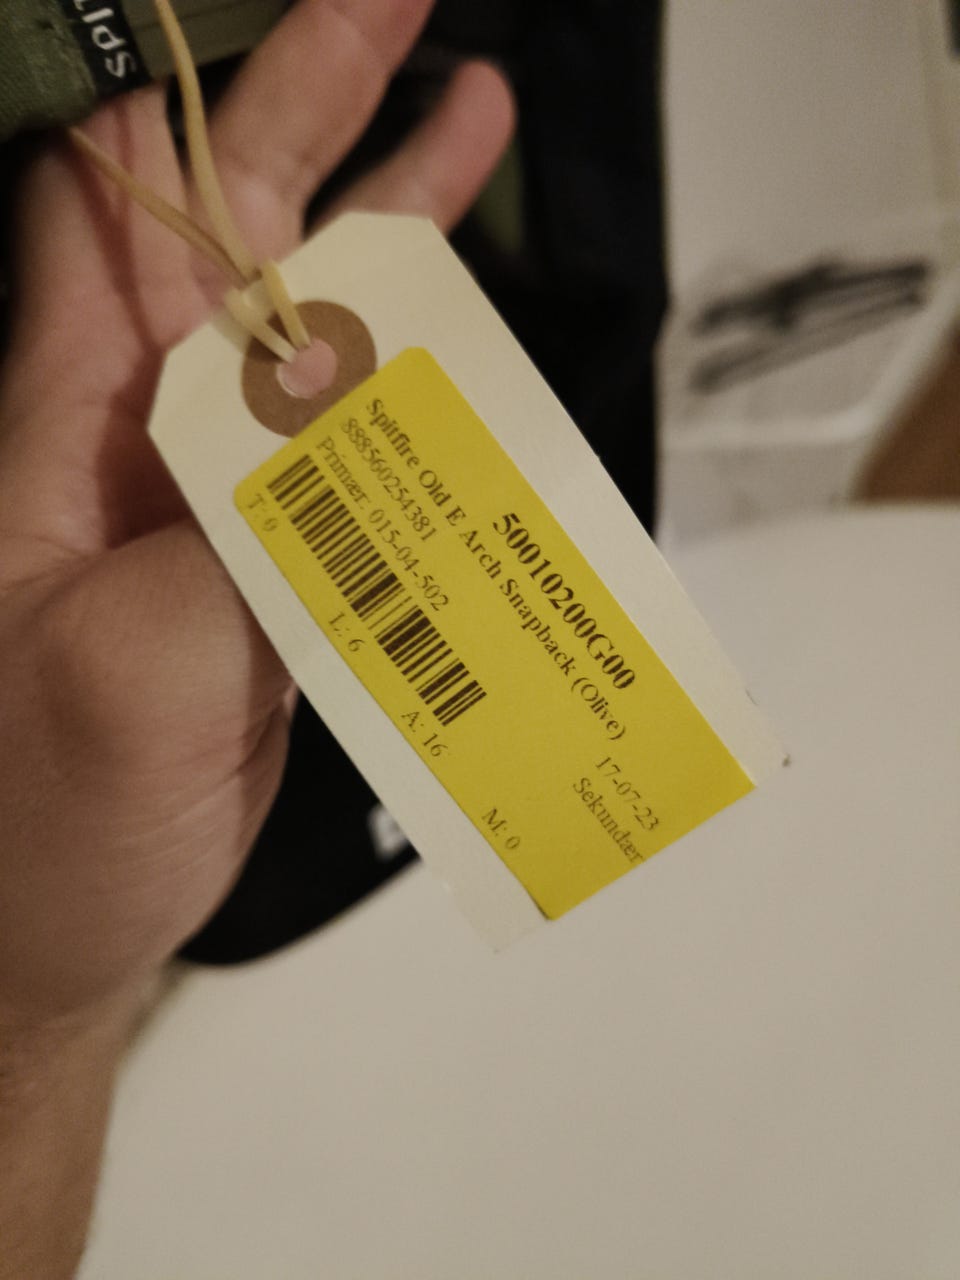 SPIT
50010200G00
Spitfire Old E Arch Snapback (Olive)
888560254381 17-07-23
Primær: 015-04-502 Sekundær:
T: 0 L: 6 A: 16 M: 0